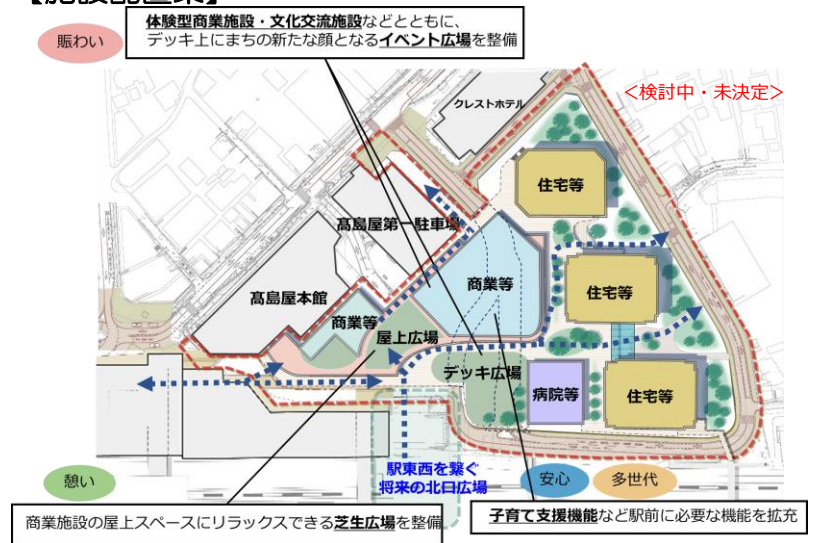 【施設配置案】
賑わい
体験型商業施設・文化交流施設などとともに、
デッキ上にまちの新たな顔となるイベント広場を整備
＜検討中・未決定＞
クレストホテル
住宅等
髙島屋第一駐車場
商業等
住宅等
髙島屋本館
商業等
屋上広場
デッキ広場
病院等
住宅等
駅東西を繋ぐ
将来の北口広場
憩い
安心
多世代
商業施設の屋上スペースにリラックスできる芝生広場を整備
子育て支援機能など駅前に必要な機能を拡充